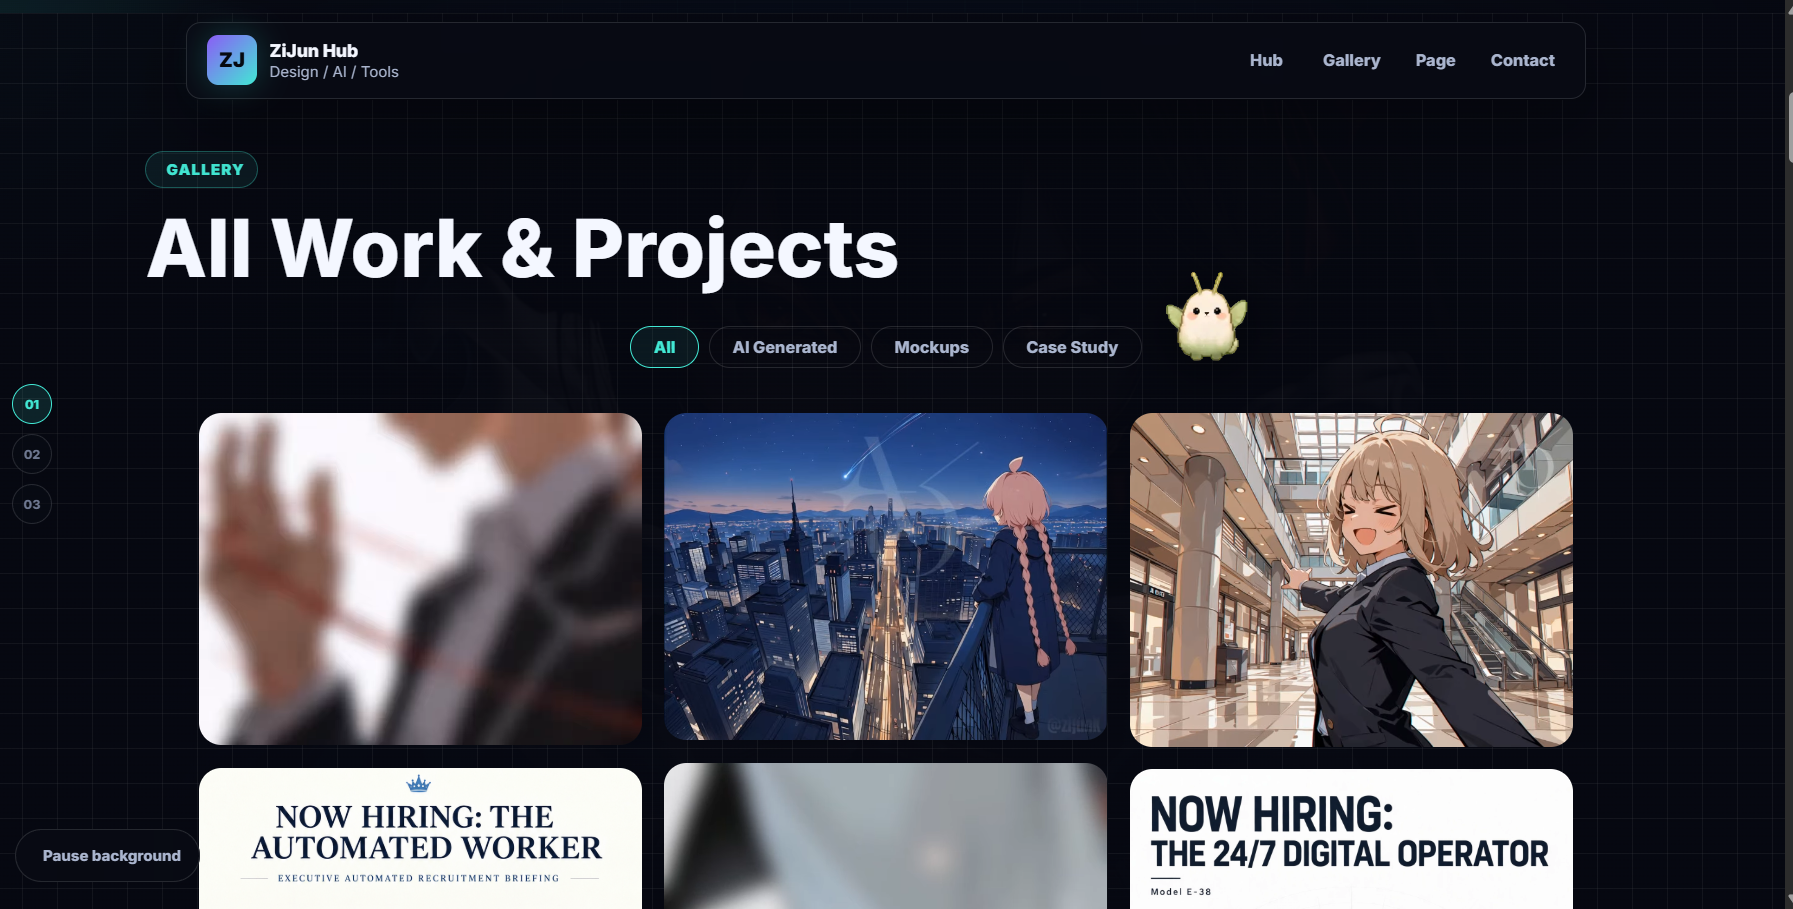 ZJ
ZiJun Hub
Design / AI / Tools
Hub
Gallery
Page
Contact
GALLERY
All Work & Projects
All
AI Generated
Mockups
Case Study
01
02
03
@zijunx
NOW HIRING: THE
AUTOMATED WORKER
EXECUTIVE AUTOMATED RECRUITMENT BRIEFING
NOW HIRING:
THE 24/7 DIGITAL OPERATOR
Model E-38
Pause background